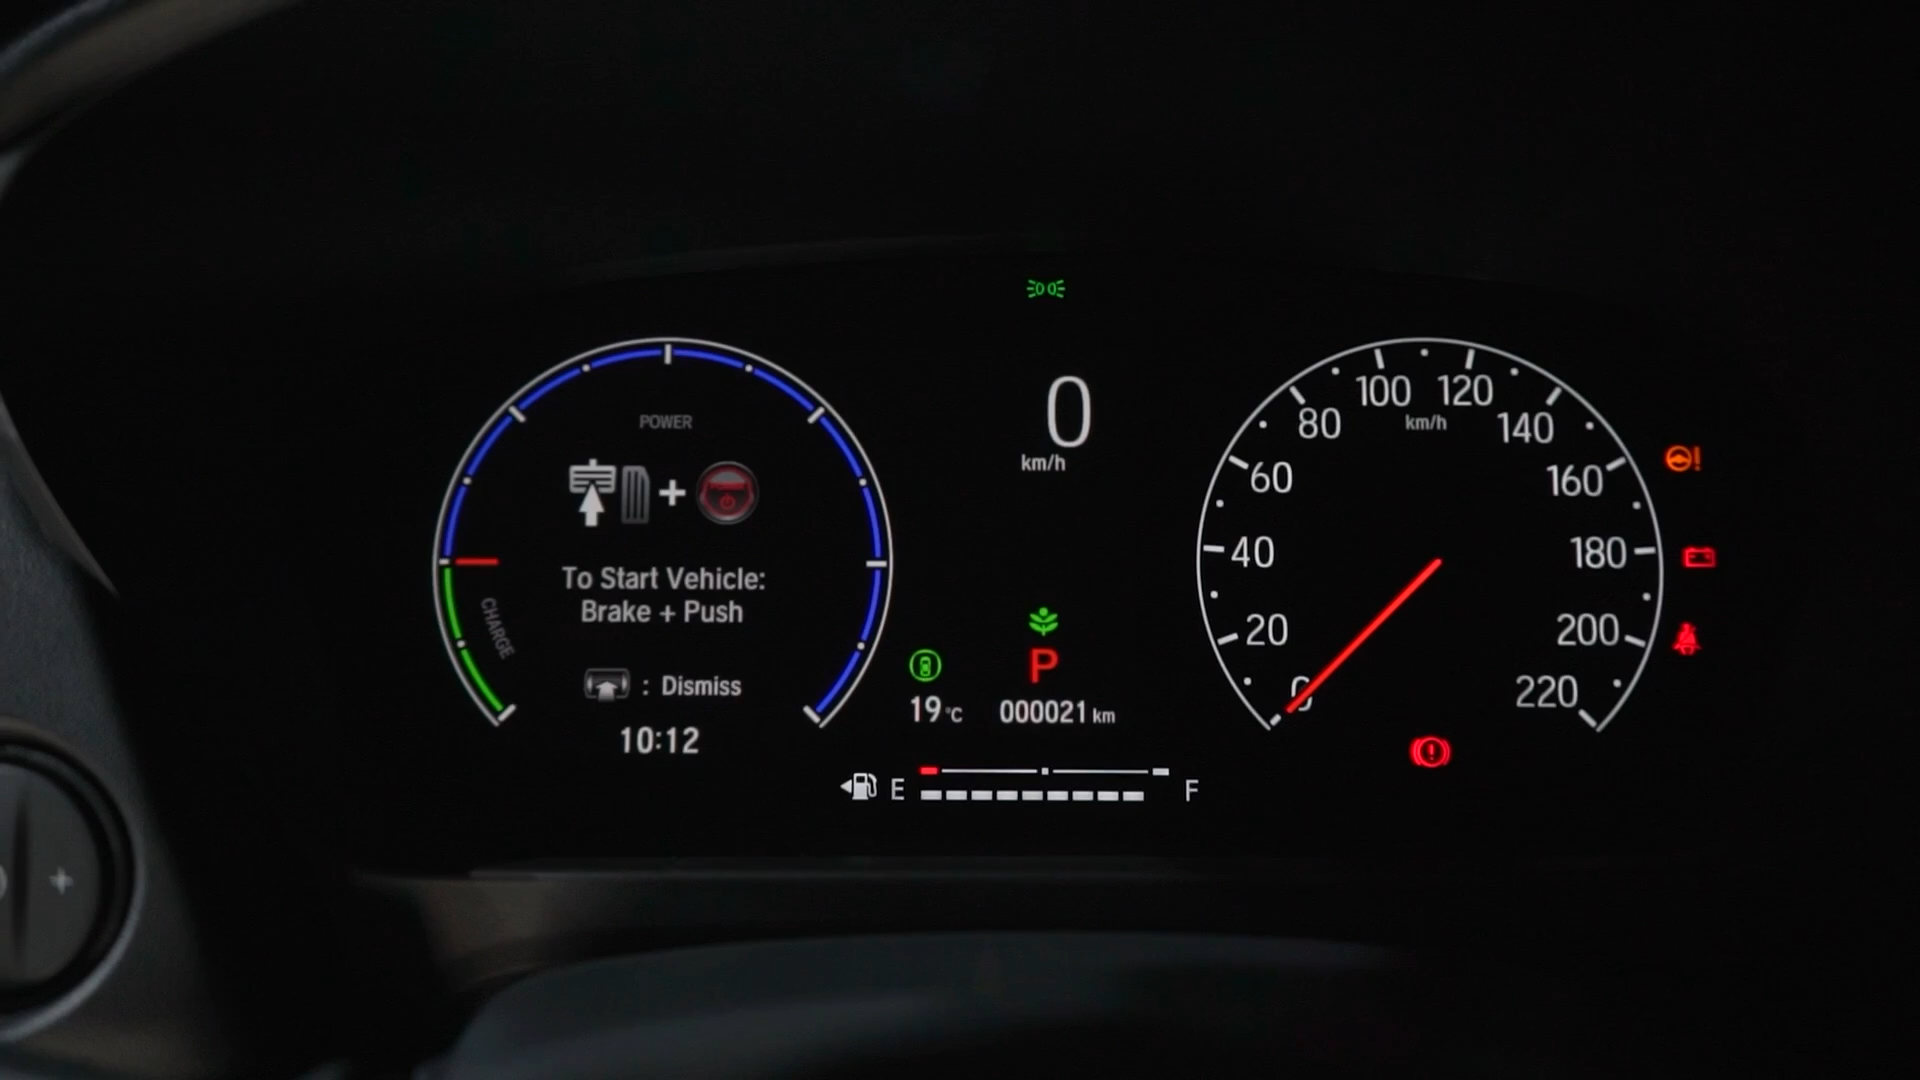 POWER
To Start Vehicle:
Brake + Push
: Dismiss
10:12
CHARGE
0
km/h
P
19 °C
000021 km
E
F
0
20
40
60
80
100
120
140
160
180
200
220
km/h
+